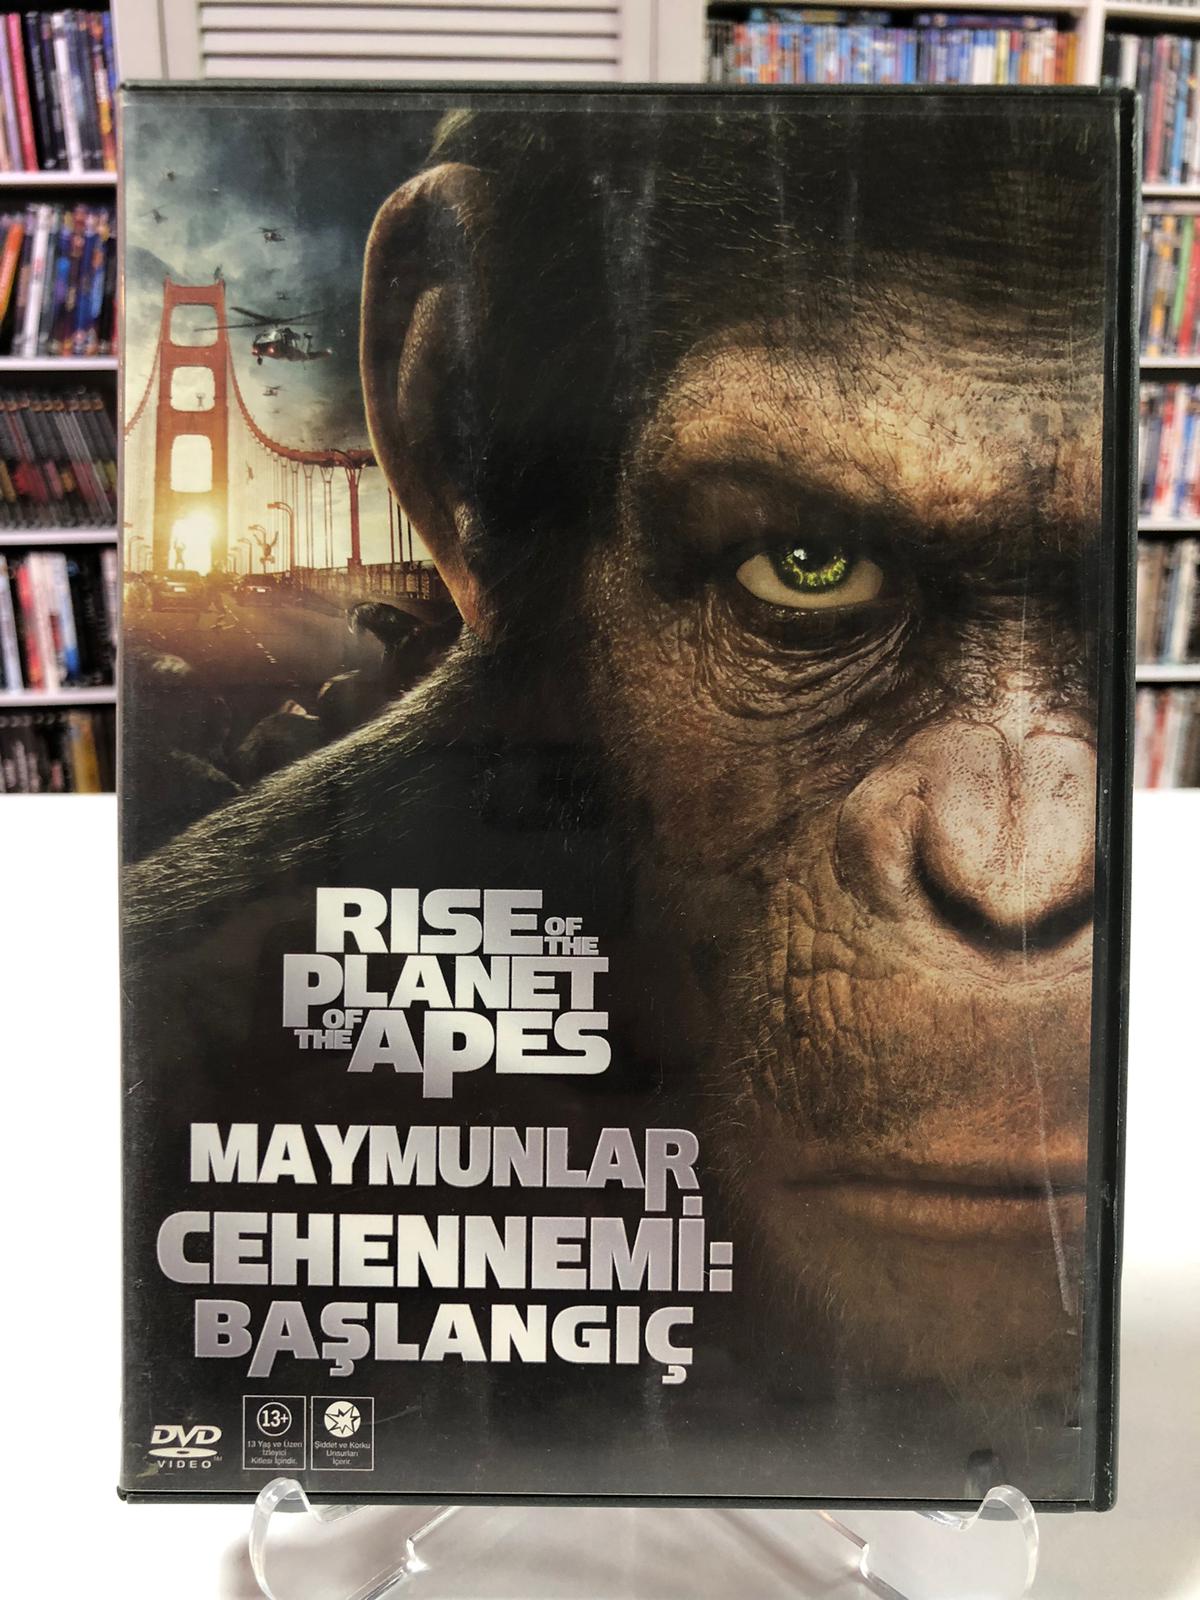 RISE OF THE
PLANET
OF THE APES
MAYMUNLAR
CEHENNEMİ:
BAŞLANGIÇ
DVD
VIDEO
13+
13 Yaş ve Üzeri
İzleyici
Kitlesi İçindir.
Şiddet ve Korku
Unsurları
İçerir.